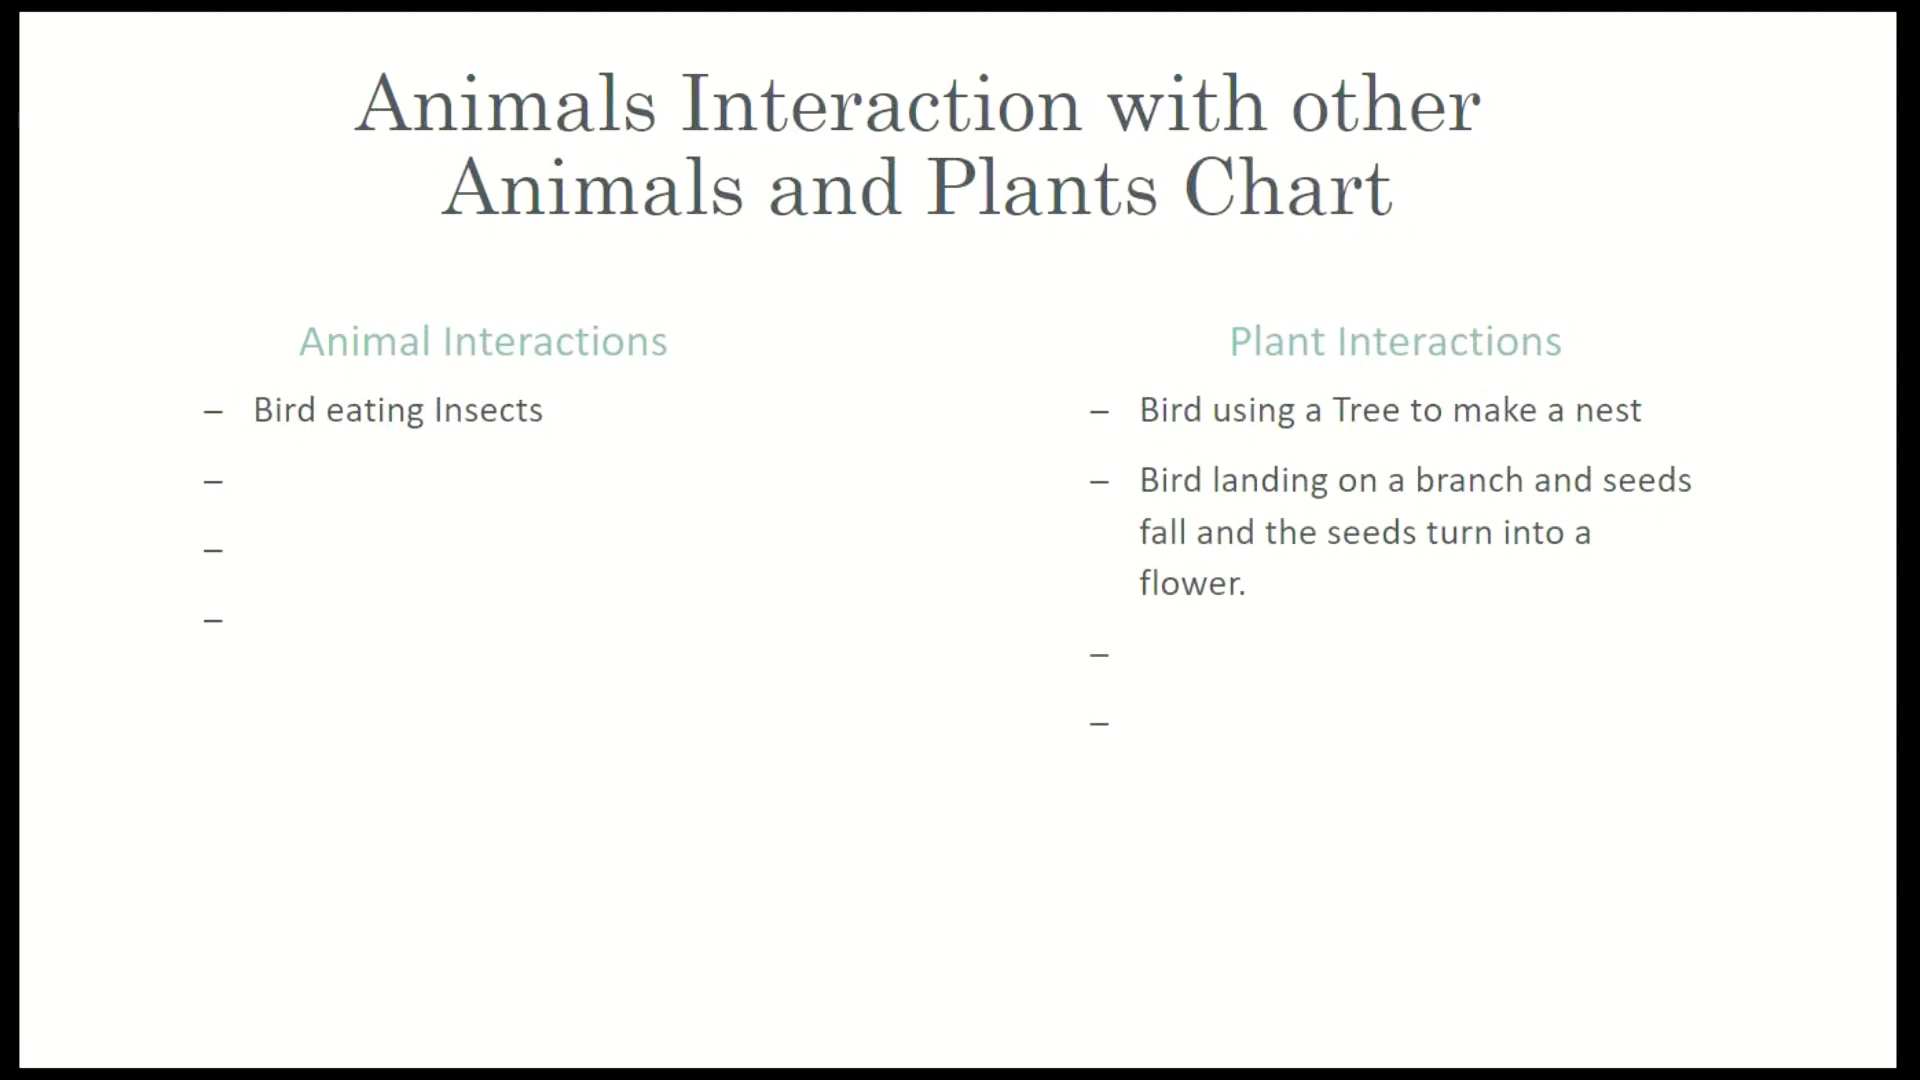 Animals Interaction with other
Animals and Plants Chart
Animal Interactions
– Bird eating Insects
–
–
–
Plant Interactions
– Bird using a Tree to make a nest
– Bird landing on a branch and seeds
fall and the seeds turn into a
flower.
–
–